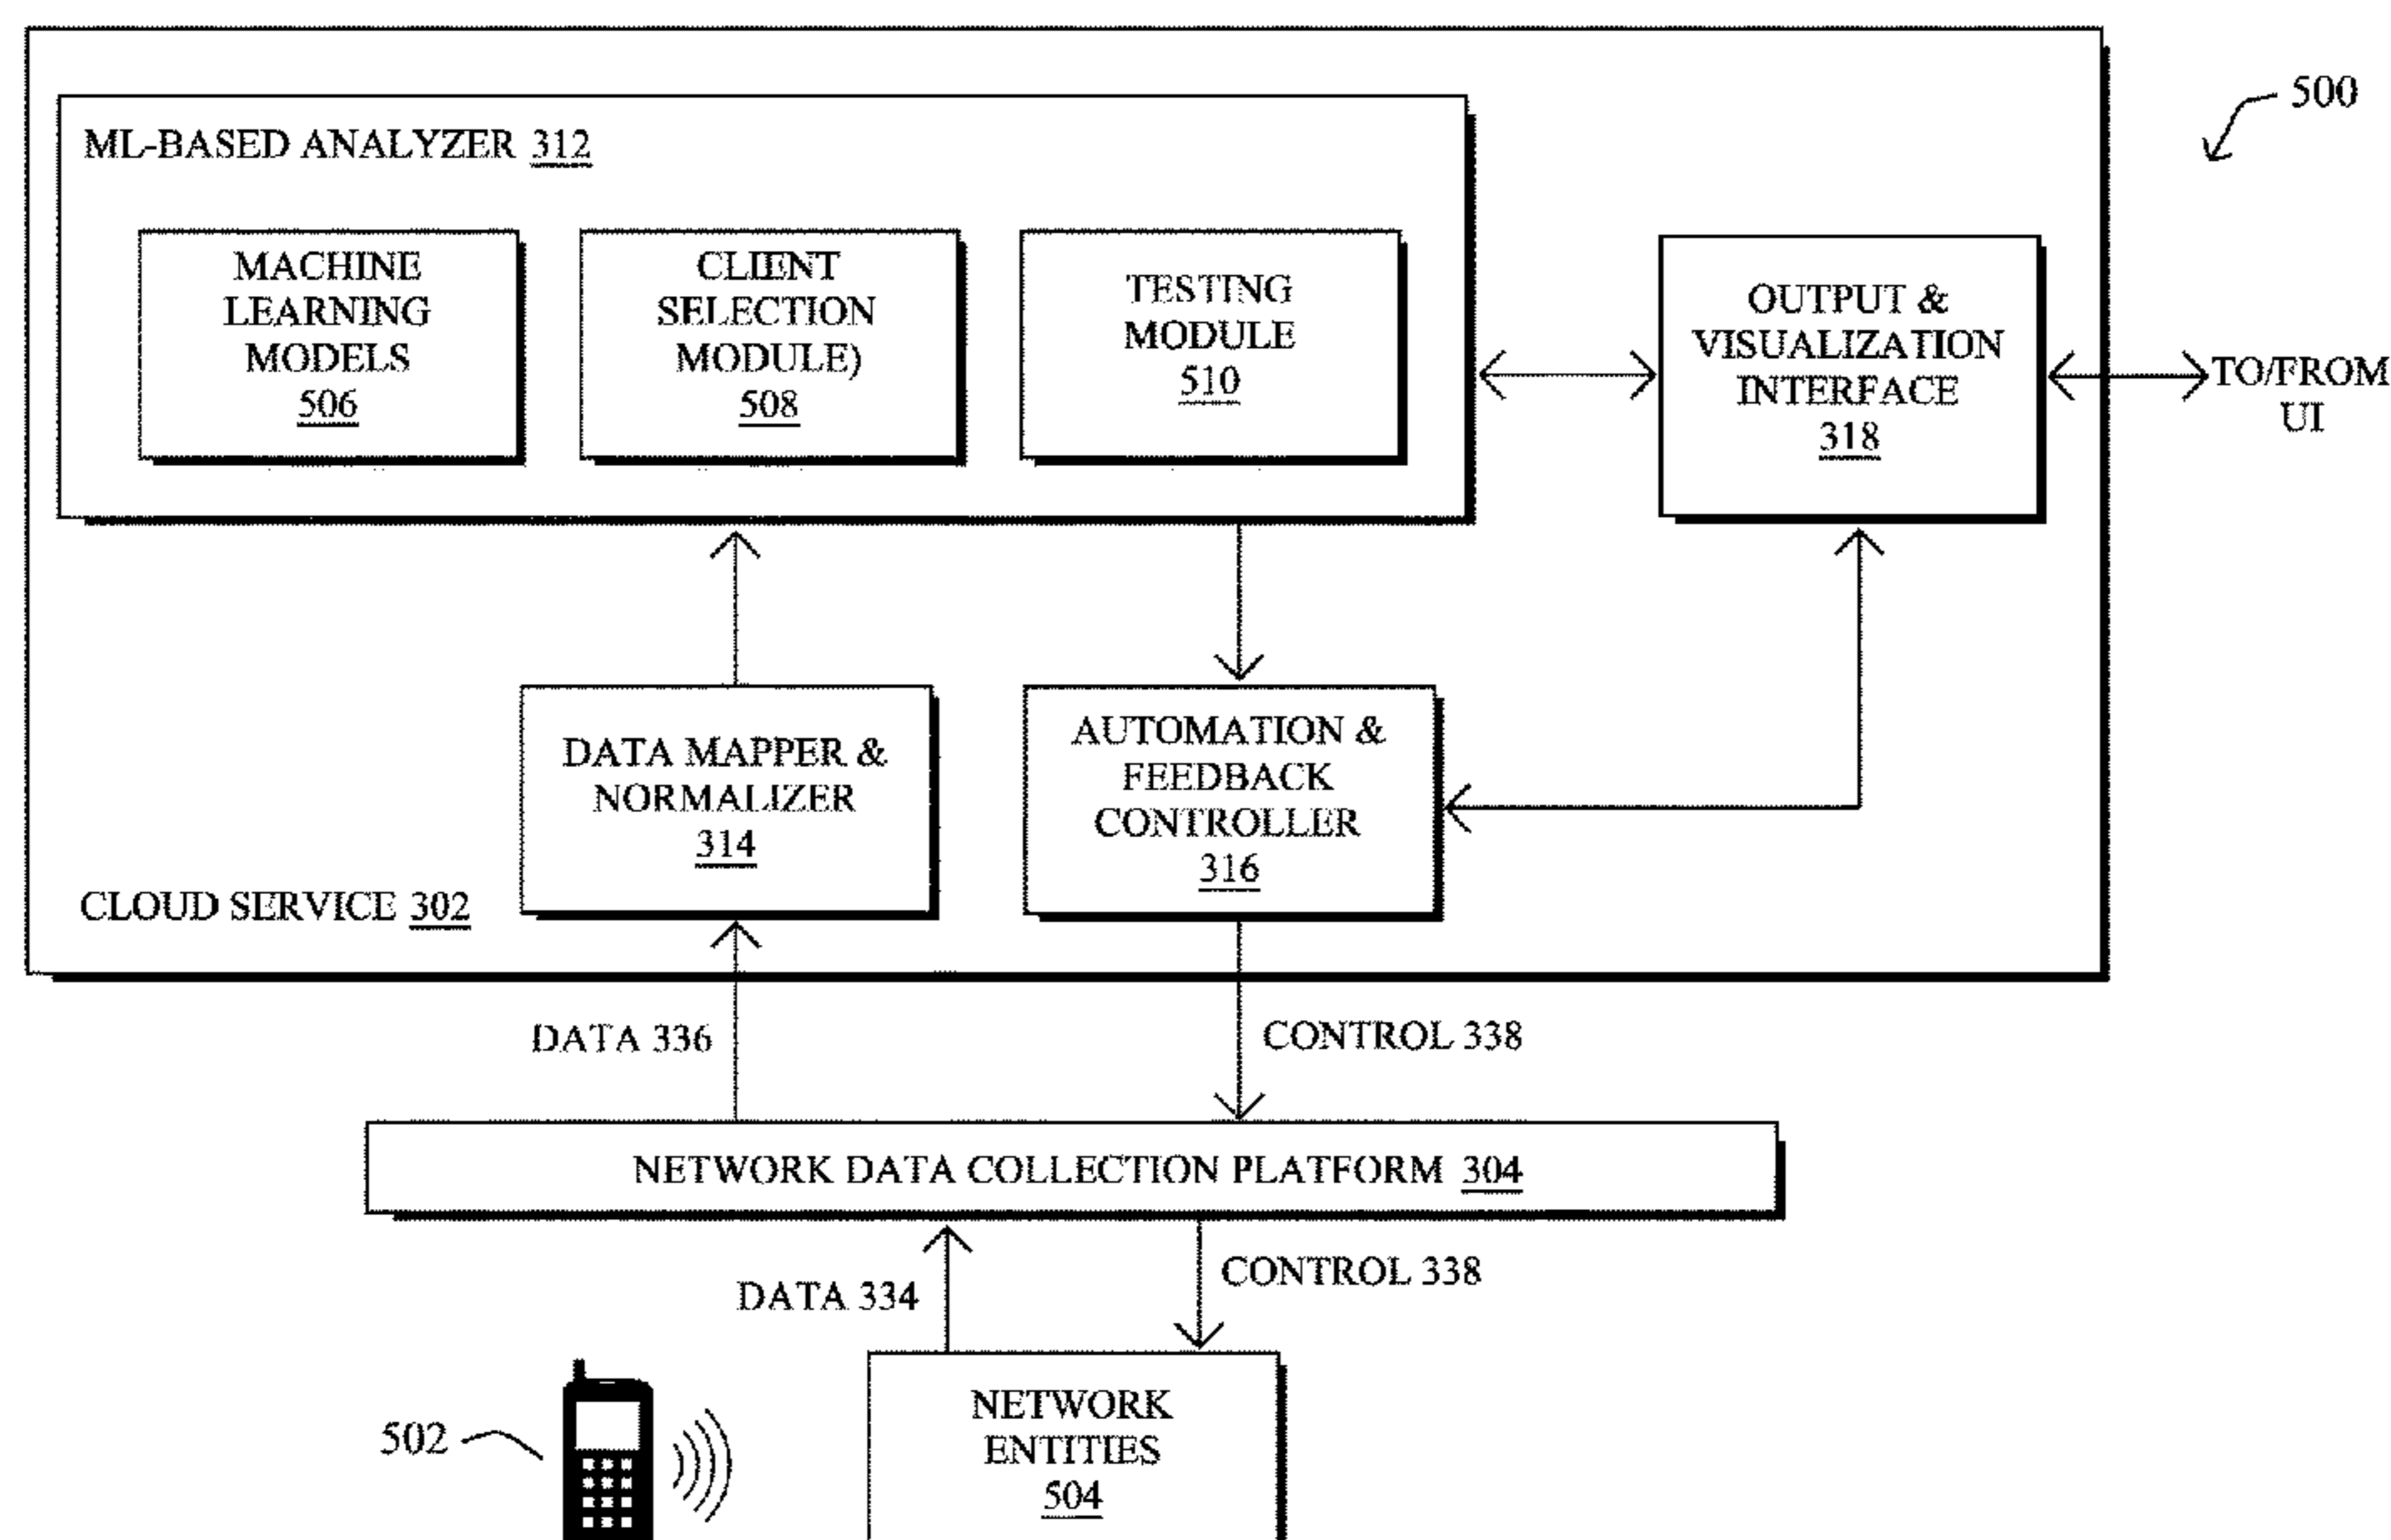 500
ML-BASED ANALYZER 312
MACHINE
LEARNING
MODELS
506
CLIENT
SELECTION
MODULE)
508
TESTING
MODULE
510
OUTPUT &
VISUALIZATION
INTERFACE
318
TO/FROM
UI
DATA MAPPER &
NORMALIZER
314
AUTOMATION &
FEEDBACK
CONTROLLER
316
CLOUD SERVICE 302
DATA 336
CONTROL 338
NETWORK DATA COLLECTION PLATFORM 304
DATA 334
CONTROL 338
502
NETWORK
ENTITIES
504